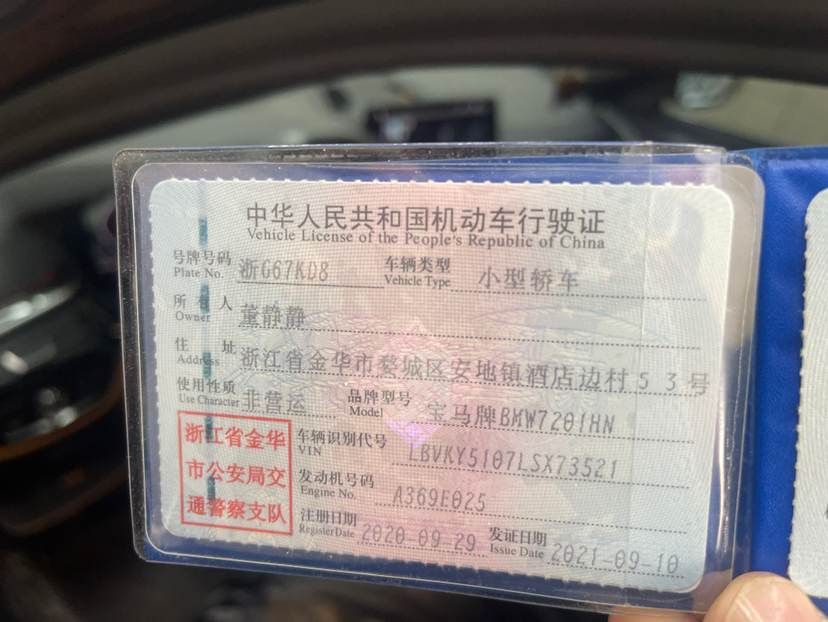 中华人民共和国机动车行驶证
Vehicle License of the People's Republic of China
号牌号码 浙G67KD8 车辆类型 小型轿车
Plate No. Vehicle Type
所有人 董静静
Owner
住址 浙江省金华市婺城区安地镇酒店边村53号
Address
使用性质 非营运 品牌型号 宝马牌BMW7201HN
Use Character Model
浙江省金华
市公安局交
通警察支队
车辆识别代号 LBVKY5107LSX73521
VIN
发动机号码 A369E025
Engine No.
注册日期 2020-09-29 发证日期 2021-09-10
Register Date Issue Date